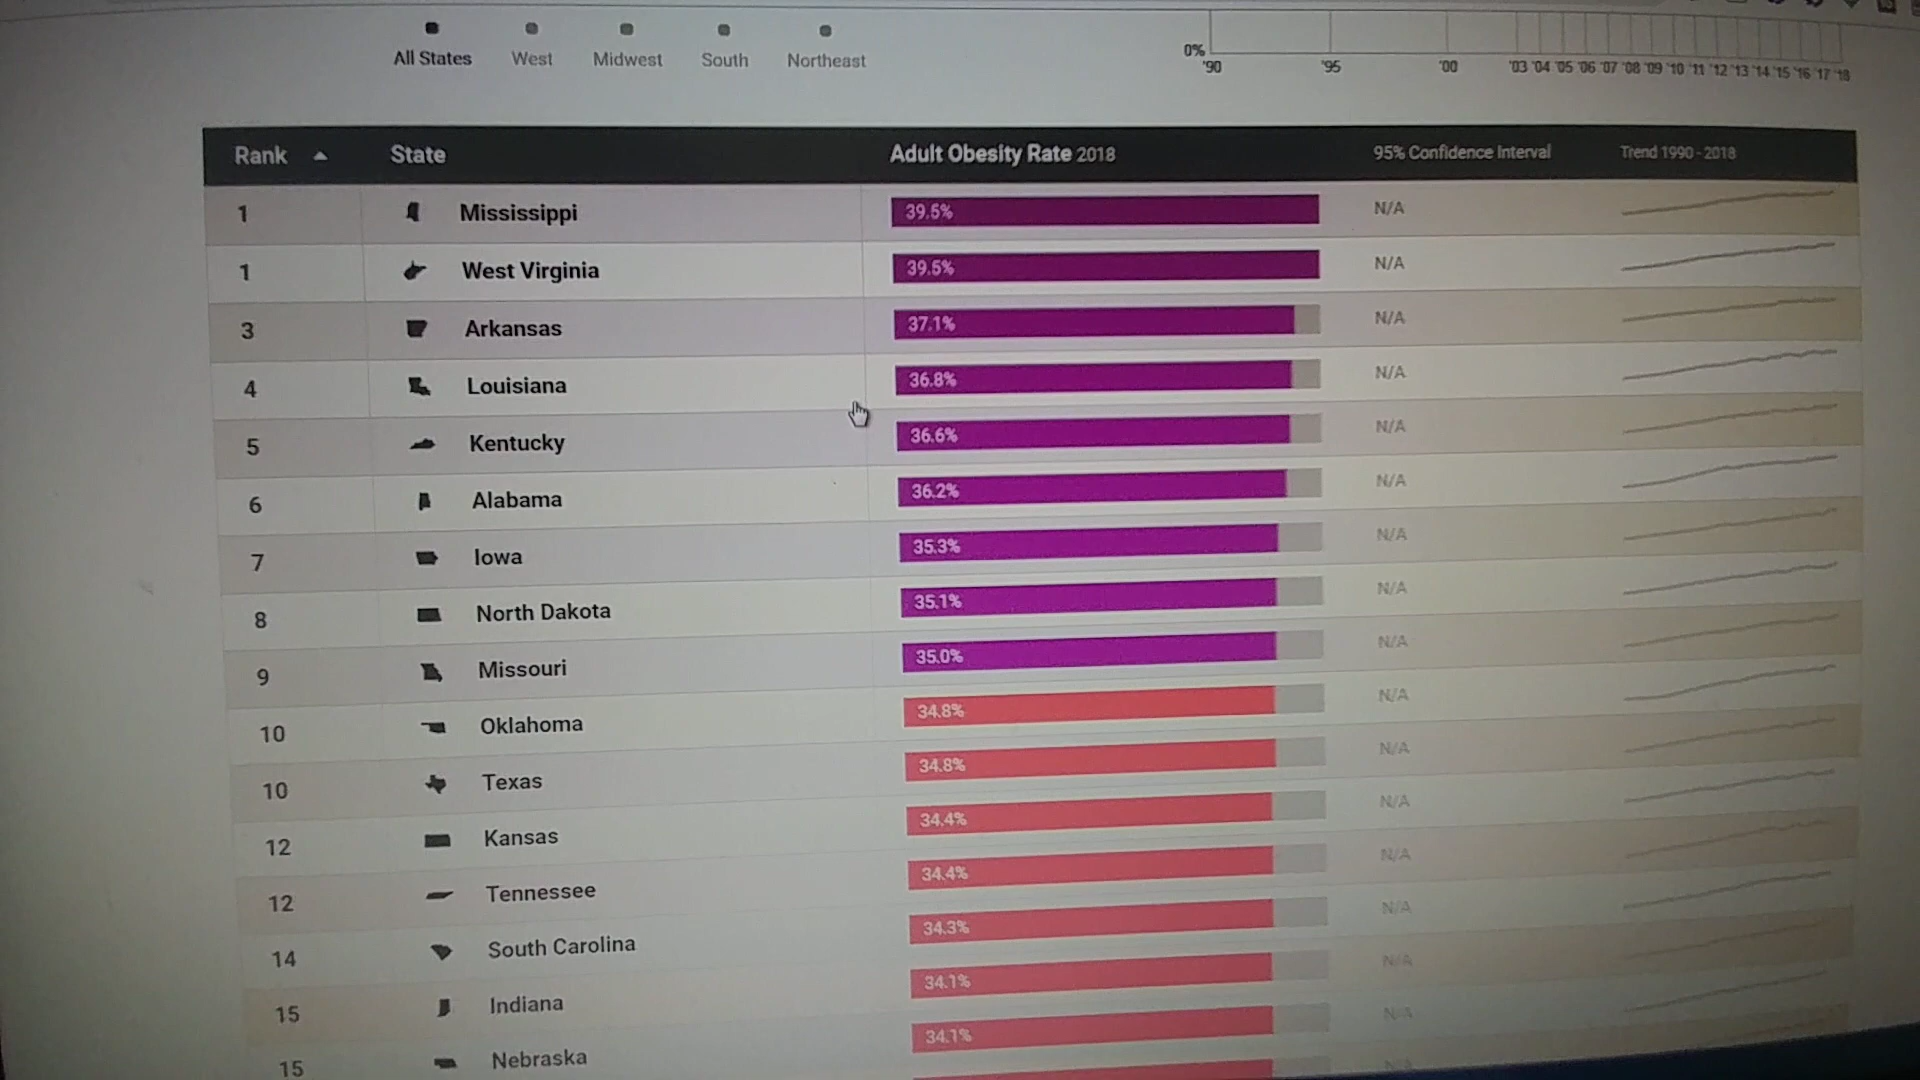 All States West Midwest South Northeast
0%
'90 '95 '00 '03 '04 '05 '06 '07 '08 '09 '10 '11 '12 '13 '14 '15 '16 '17 '18
Rank State Adult Obesity Rate 2018 95% Confidence Interval Trend 1990 - 2018
1 Mississippi 39.5% N/A
1 West Virginia 39.5% N/A
3 Arkansas 37.1% N/A
4 Louisiana 36.8% N/A
5 Kentucky 36.6% N/A
6 Alabama 36.2% N/A
7 Iowa 35.3% N/A
8 North Dakota 35.1% N/A
9 Missouri 35.0% N/A
10 Oklahoma 34.8% N/A
10 Texas 34.8% N/A
12 Kansas 34.4% N/A
12 Tennessee 34.4% N/A
14 South Carolina 34.3% N/A
15 Indiana 34.1% N/A
15 Nebraska 34.1% N/A